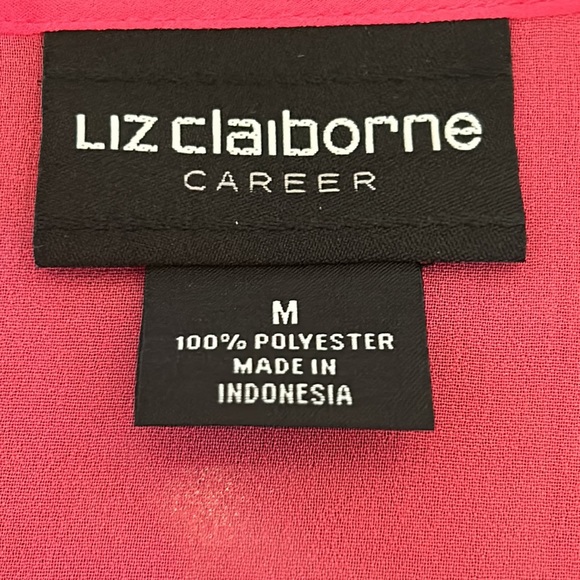 Liz claiborne
CAREER
M
100% POLYESTER
MADE IN
INDONESIA